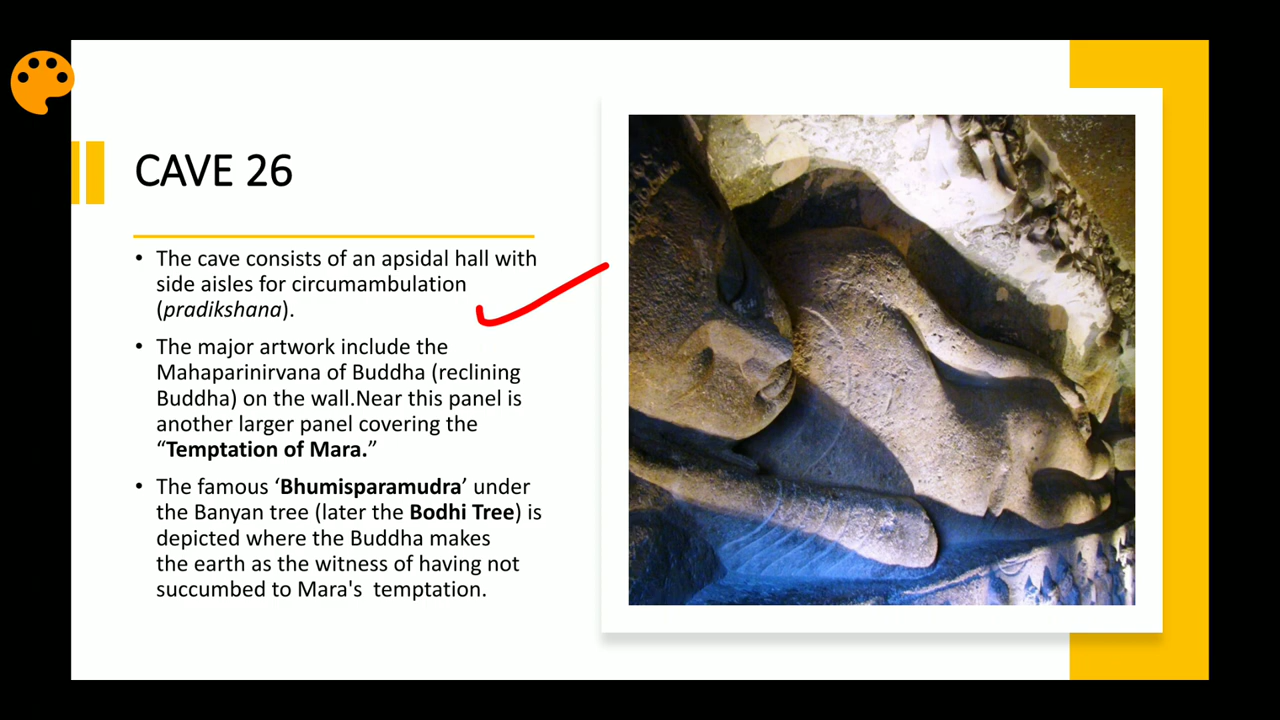 CAVE 26
• The cave consists of an apsidal hall with
side aisles for circumambulation
(pradikshana).
• The major artwork include the
Mahaparinirvana of Buddha (reclining
Buddha) on the wall.Near this panel is
another larger panel covering the
“Temptation of Mara.”
• The famous ‘Bhumisparamudra’ under
the Banyan tree (later the Bodhi Tree) is
depicted where the Buddha makes
the earth as the witness of having not
succumbed to Mara's  temptation.